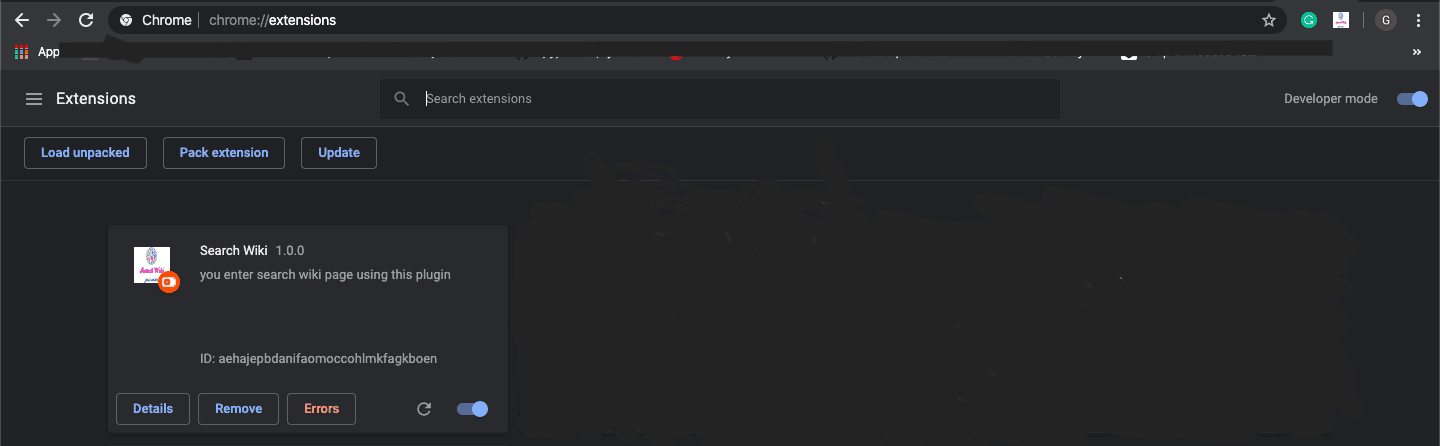 Chrome chrome://extensions
G
App
»
Extensions
Search extensions
Developer mode
Load unpacked Pack extension Update
Search Wiki 1.0.0
you enter search wiki page using this plugin
ID: aehajepbdanifaomoccohlmkfagkboen
Details Remove Errors